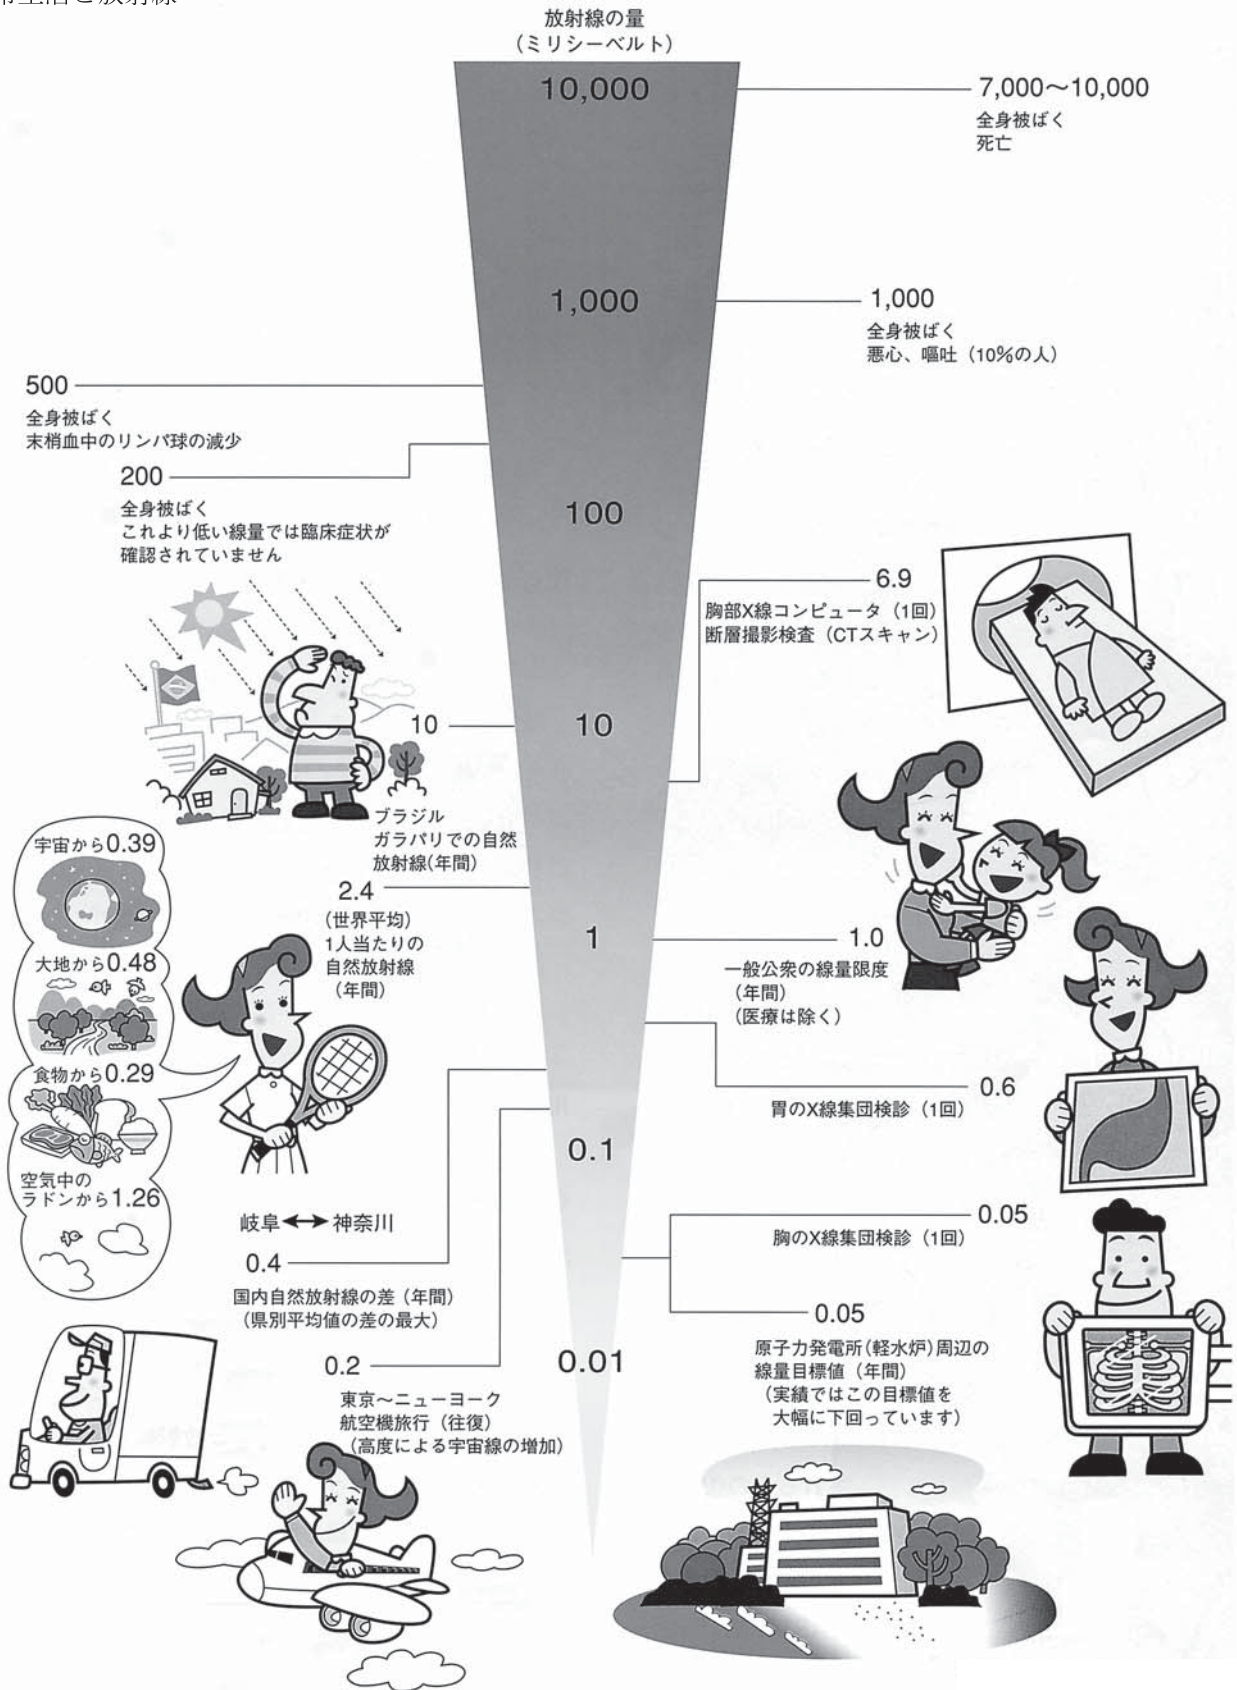 常生活と放射線
放射線の量
(ミリシーベルト)
10,000
1,000
100
10
1
0.1
0.01
7,000〜10,000
全身被ばく
死亡
1,000
全身被ばく
悪心、嘔吐(10%の人)
500
全身被ばく
末梢血中のリンパ球の減少
200
全身被ばく
これより低い線量では臨床症状が
確認されていません
6.9
胸部X線コンピュータ(1回)
断層撮影検査(CTスキャン)
10
ブラジル
ガラパリでの自然
放射線(年間)
2.4
(世界平均)
1人当たりの
自然放射線
(年間)
宇宙から0.39
大地から0.48
食物から0.29
空気中の
ラドンから1.26
1.0
一般公衆の線量限度
(年間)
(医療は除く)
0.6
胃のX線集団検診(1回)
岐阜⟷神奈川
0.4
国内自然放射線の差(年間)
(県別平均値の差の最大)
0.05
胸のX線集団検診(1回)
0.05
原子力発電所(軽水炉)周辺の
線量目標値(年間)
(実績ではこの目標値を
大幅に下回っています)
0.2
東京〜ニューヨーク
航空機旅行(往復)
(高度による宇宙線の増加)